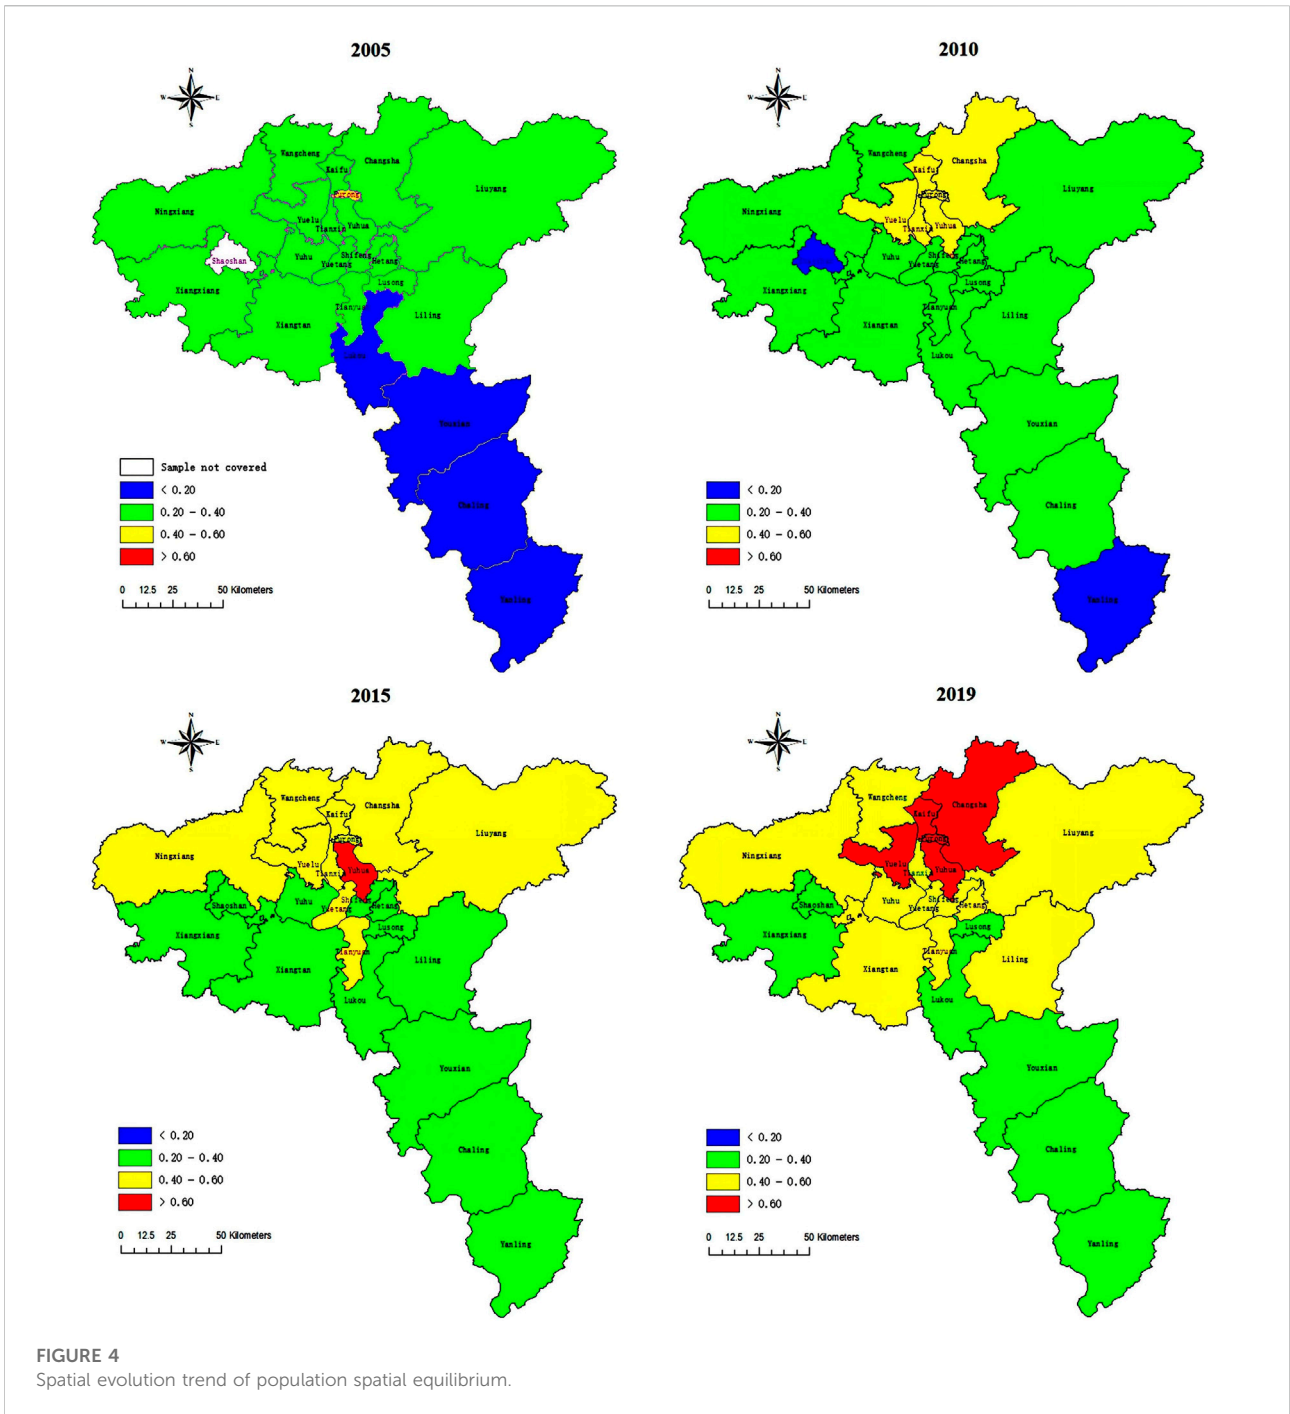 2005
N
W
E
S
Wangcheng
Changsha
Kaifu
Liuyang
Furong
Ningxiang
Yuelu
Yuhua
Tianxin
Shaoshan
Yuhu
Shifeng
Hetang
Yuetang
Lusong
Xiangxiang
Tianyuan
Liling
Xiangtan
Lukou
Youxian
Chaling
Yanling
Sample not covered
< 0.20
0.20 - 0.40
0.40 - 0.60
> 0.60
0 12.5 25 50 Kilometers
2010
N
W
E
S
Wangcheng
Changsha
Kaifu
Liuyang
Furong
Ningxiang
Yuelu
Yuhua
Tianxin
Yuhu
Shifeng
Hetang
Yuetang
Lusong
Xiangxiang
Tianyuan
Liling
Xiangtan
Lukou
Youxian
Chaling
Yanling
< 0.20
0.20 - 0.40
0.40 - 0.60
> 0.60
0 12.5 25 50 Kilometers
2015
N
W
E
S
Wangcheng
Changsha
Kaifu
Liuyang
Furong
Ningxiang
Yuelu
Yuhua
Tianxin
Shaoshan
Yuhu
Shifeng
Hetang
Yuetang
Lusong
Xiangxiang
Tianyuan
Liling
Xiangtan
Lukou
Youxian
Chaling
Yanling
< 0.20
0.20 - 0.40
0.40 - 0.60
> 0.60
0 12.5 25 50 Kilometers
2019
N
W
E
S
Wangcheng
Changsha
Kaifu
Liuyang
Furong
Ningxiang
Yuelu
Yuhua
Tianxin
Shaoshan
Yuhu
Shifeng
Hetang
Yuetang
Lusong
Xiangxiang
Tianyuan
Liling
Xiangtan
Lukou
Youxian
Chaling
Yanling
< 0.20
0.20 - 0.40
0.40 - 0.60
> 0.60
0 12.5 25 50 Kilometers
FIGURE 4
Spatial evolution trend of population spatial equilibrium.